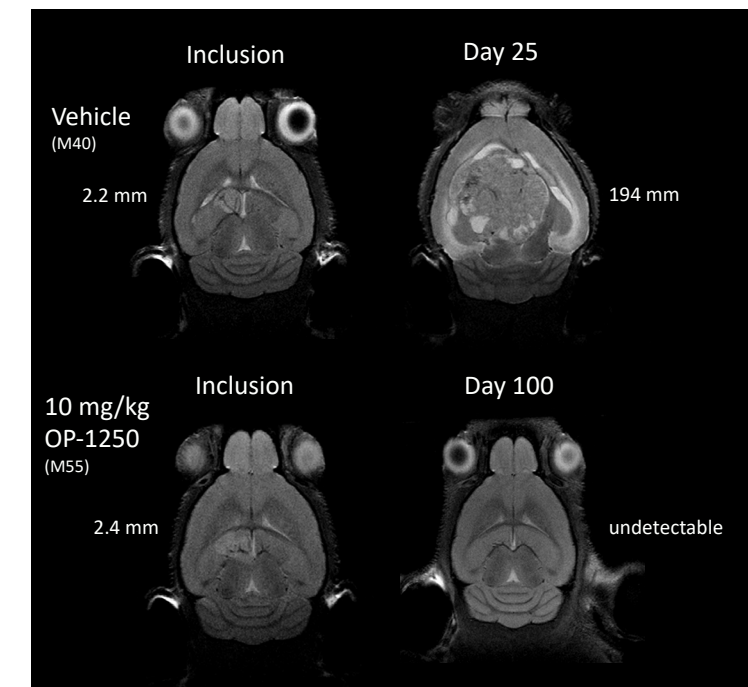 Inclusion
Day 25
Vehicle
(M40)
2.2 mm
194 mm
Inclusion
Day 100
10 mg/kg
OP-1250
(M55)
2.4 mm
undetectable